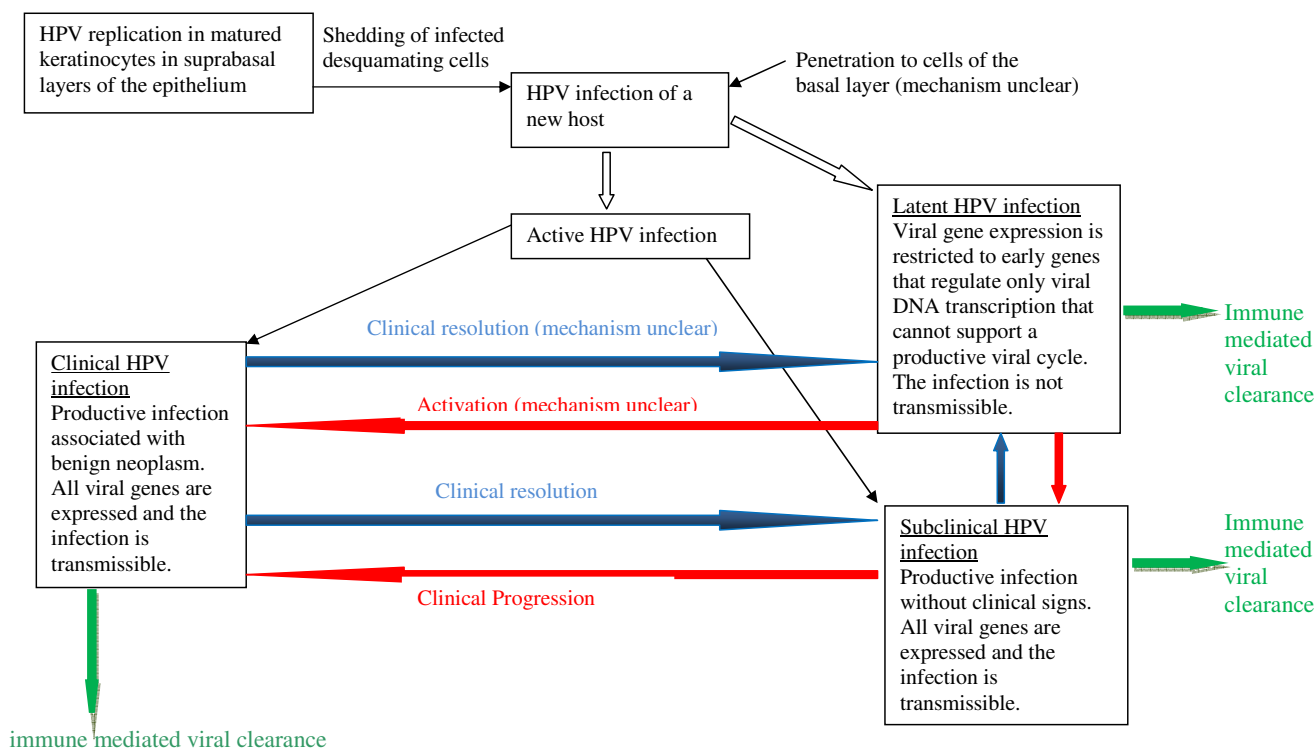 HPV replication in matured
keratinocytes in suprabasal
layers of the epithelium
Shedding of infected
desquamating cells
HPV infection of a
new host
Penetration to cells of the
basal layer (mechanism unclear)
Active HPV infection
Latent HPV infection
Viral gene expression is
restricted to early genes
that regulate only viral
DNA transcription that
cannot support a
productive viral cycle.
The infection is not
transmissible.
Immune
mediated
viral
clearance
Clinical resolution (mechanism unclear)
Clinical HPV
infection
Productive infection
associated with
benign neoplasm.
All viral genes are
expressed and the
infection is
transmissible.
Activation (mechanism unclear)
Clinical resolution
Clinical Progression
Subclinical HPV
infection
Productive infection
without clinical signs.
All viral genes are
expressed and the
infection is
transmissible.
Immune
mediated
viral
clearance
immune mediated viral clearance